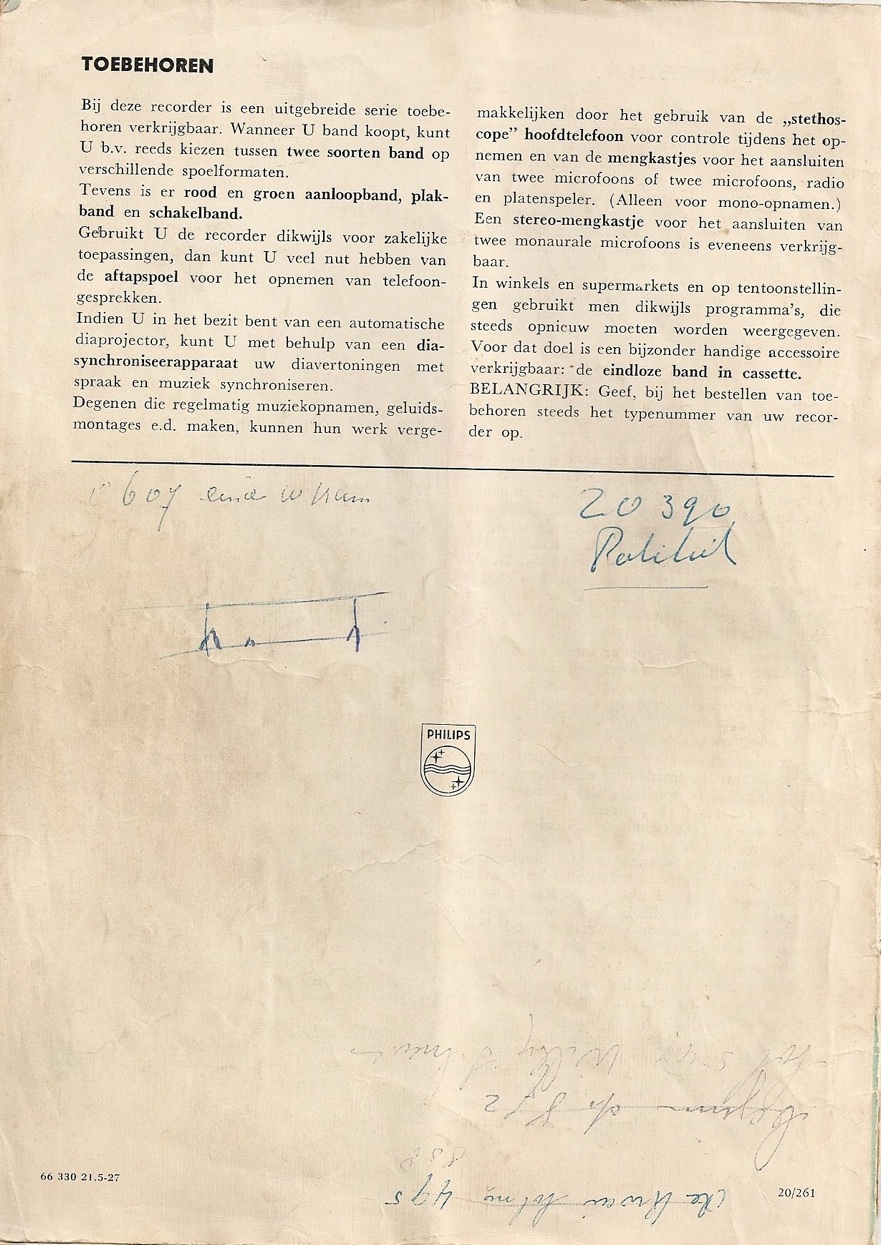 TOEBEHOREN
Bij deze recorder is een uitgebreide serie toebe-
horen verkrijgbaar. Wanneer U band koopt, kunt
U b.v. reeds kiezen tussen twee soorten band op
verschillende spoelformaten.
Tevens is er rood en groen aanloopband, plak-
band en schakelband.
Gebruikt U de recorder dikwijls voor zakelijke
toepassingen, dan kunt U veel nut hebben van
de aftapspoel voor het opnemen van telefoon-
gesprekken.
Indien U in het bezit bent van een automatische
diaprojector, kunt U met behulp van een dia-
synchroniseerapparaat uw diavertoningen met
spraak en muziek synchroniseren.
Degenen die regelmatig muziekopnamen, geluids-
montages e.d. maken, kunnen hun werk verge-
makkelijken door het gebruik van de „stethos-
cope” hoofdtelefoon voor controle tijdens het op-
nemen en van de mengkastjes voor het aansluiten
van twee microfoons of twee microfoons, radio
en platenspeler. (Alleen voor mono-opnamen.)
Een stereo-mengkastje voor het aansluiten van
twee monaurale microfoons is eveneens verkrijg-
baar.
In winkels en supermarkets en op tentoonstellin-
gen gebruikt men dikwijls programma's, die
steeds opnieuw moeten worden weergegeven.
Voor dat doel is een bijzonder handige accessoire
verkrijgbaar: de eindloze band in cassette.
BELANGRIJK: Geef, bij het bestellen van toe-
behoren steeds het typenummer van uw recor-
der op.
607
20390
PHILIPS
495
66 330 21.5-27
20/261